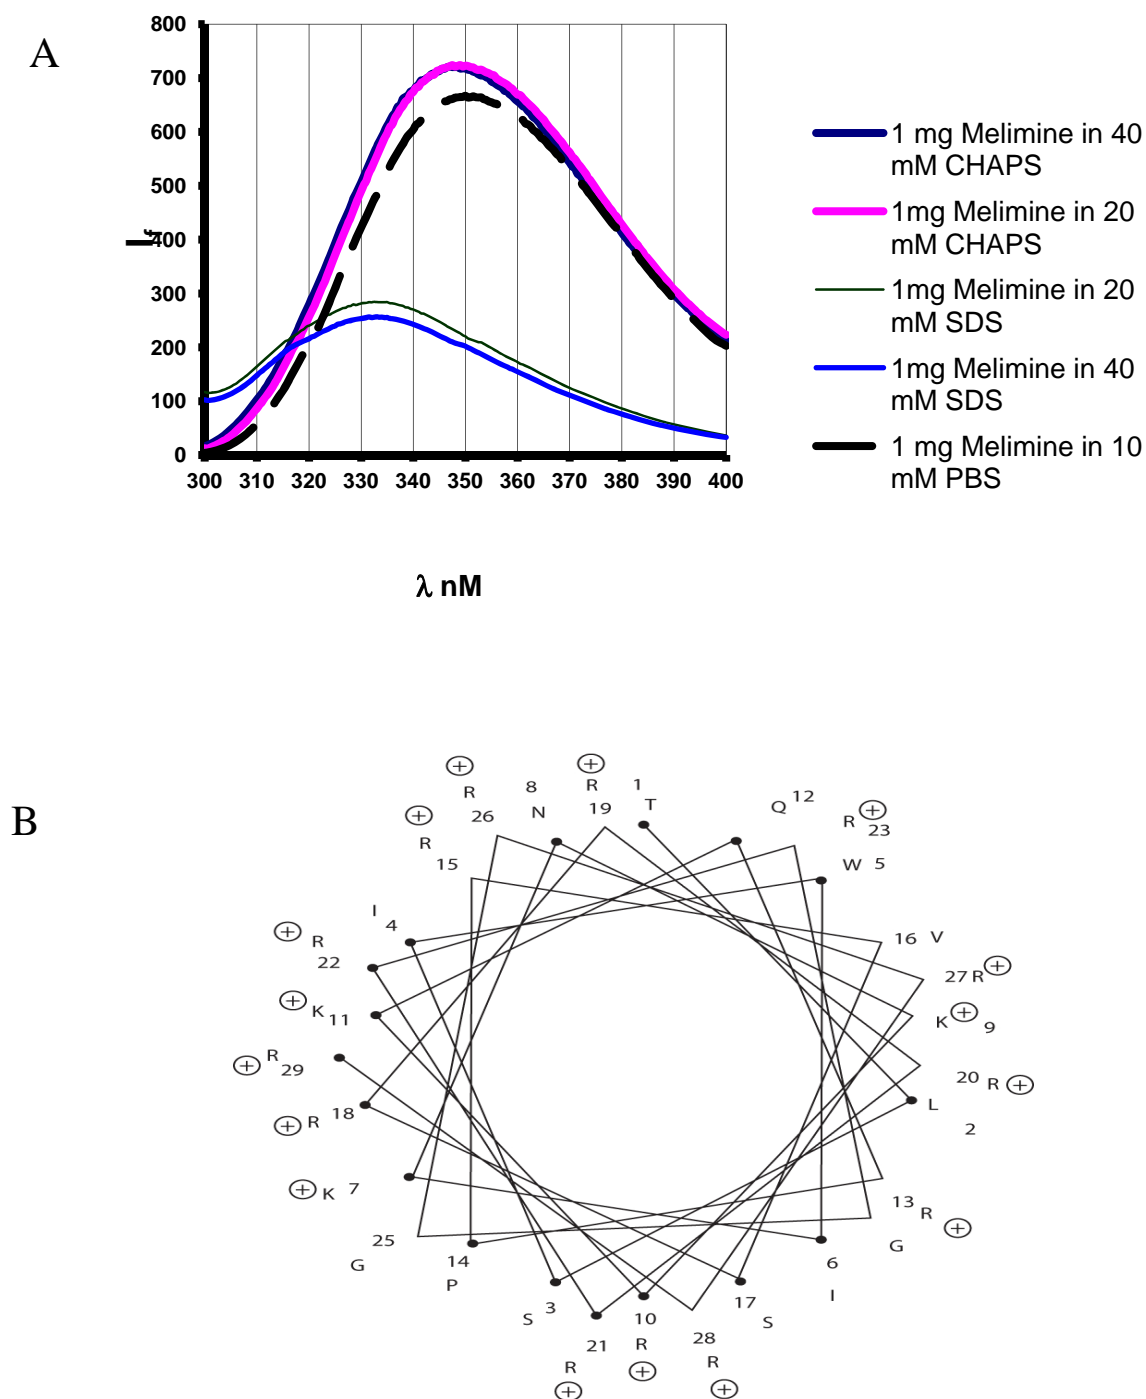 A
800
700
600
500
400
300
200
100
0
If
300 310 320 330 340 350 360 370 380 390 400
λ nM
1 mg Melimine in 40
mM CHAPS
1mg Melimine in 20
mM CHAPS
1mg Melimine in 20
mM SDS
1mg Melimine in 40
mM SDS
1 mg Melimine in 10
mM PBS
B
+ R 26
8 N
+ R 19
1 T
Q 12
R + 23
+ R 15
W 5
I 4
16 V
+ R 22
27 R +
+ K 11
K + 9
+ R 29
20 R +
+ R 18
L 2
+ K 7
13 R +
25 G
G
14 P
6 I
S 3
17 S
21 R +
10 R +
28 R +